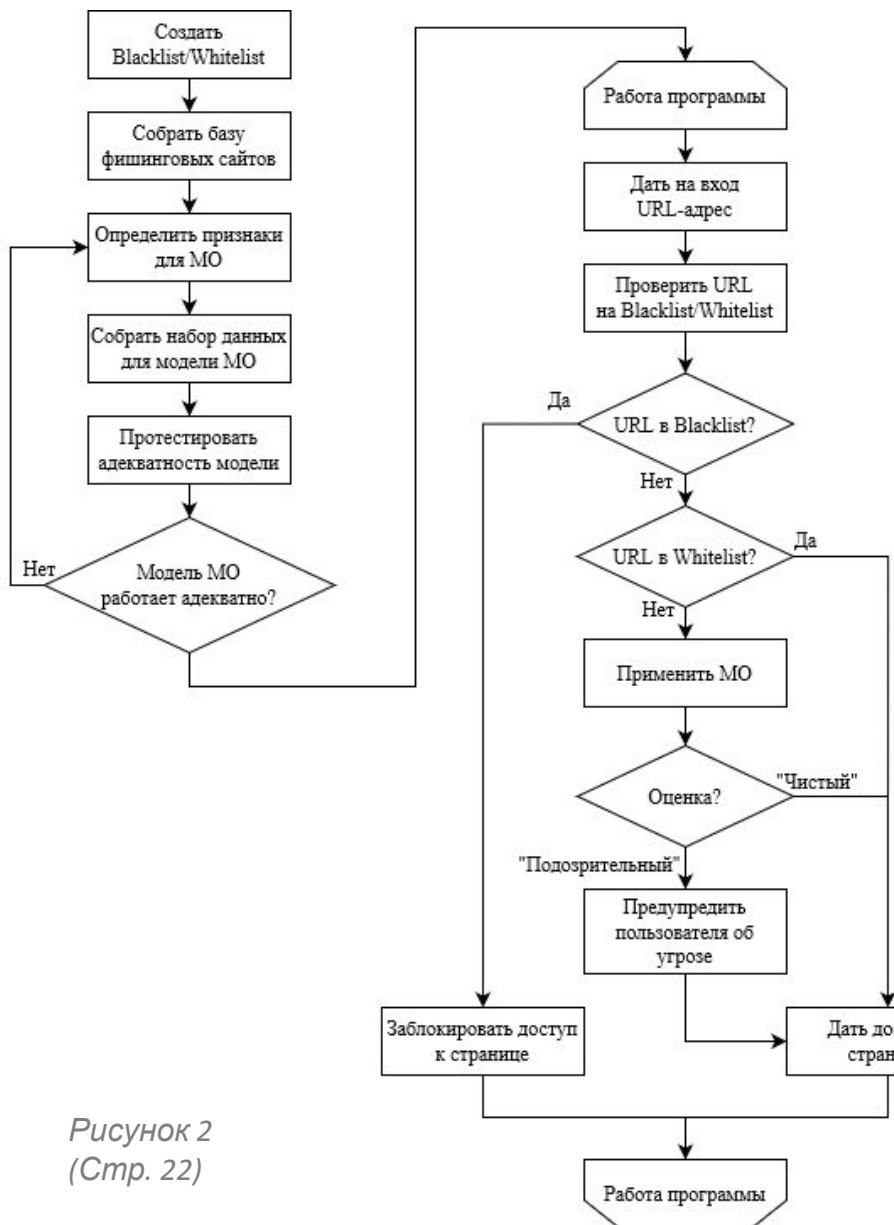 Создать
Blacklist/Whitelist
Собрать базу
фишинговых сайтов
Определить признаки
для МО
Собрать набор данных
для модели МО
Протестировать
адекватность модели
Нет
Модель МО
работает адекватно?
Работа программы
Дать на вход
URL-адрес
Проверить URL
на Blacklist/Whitelist
Да
URL в Blacklist?
Нет
URL в Whitelist?
Да
Нет
Применить МО
Оценка?
"Чистый"
"Подозрительный"
Предупредить
пользователя об
угрозе
Заблокировать доступ
к странице
Дать до
стран
Работа программы
Рисунок 2
(Стр. 22)